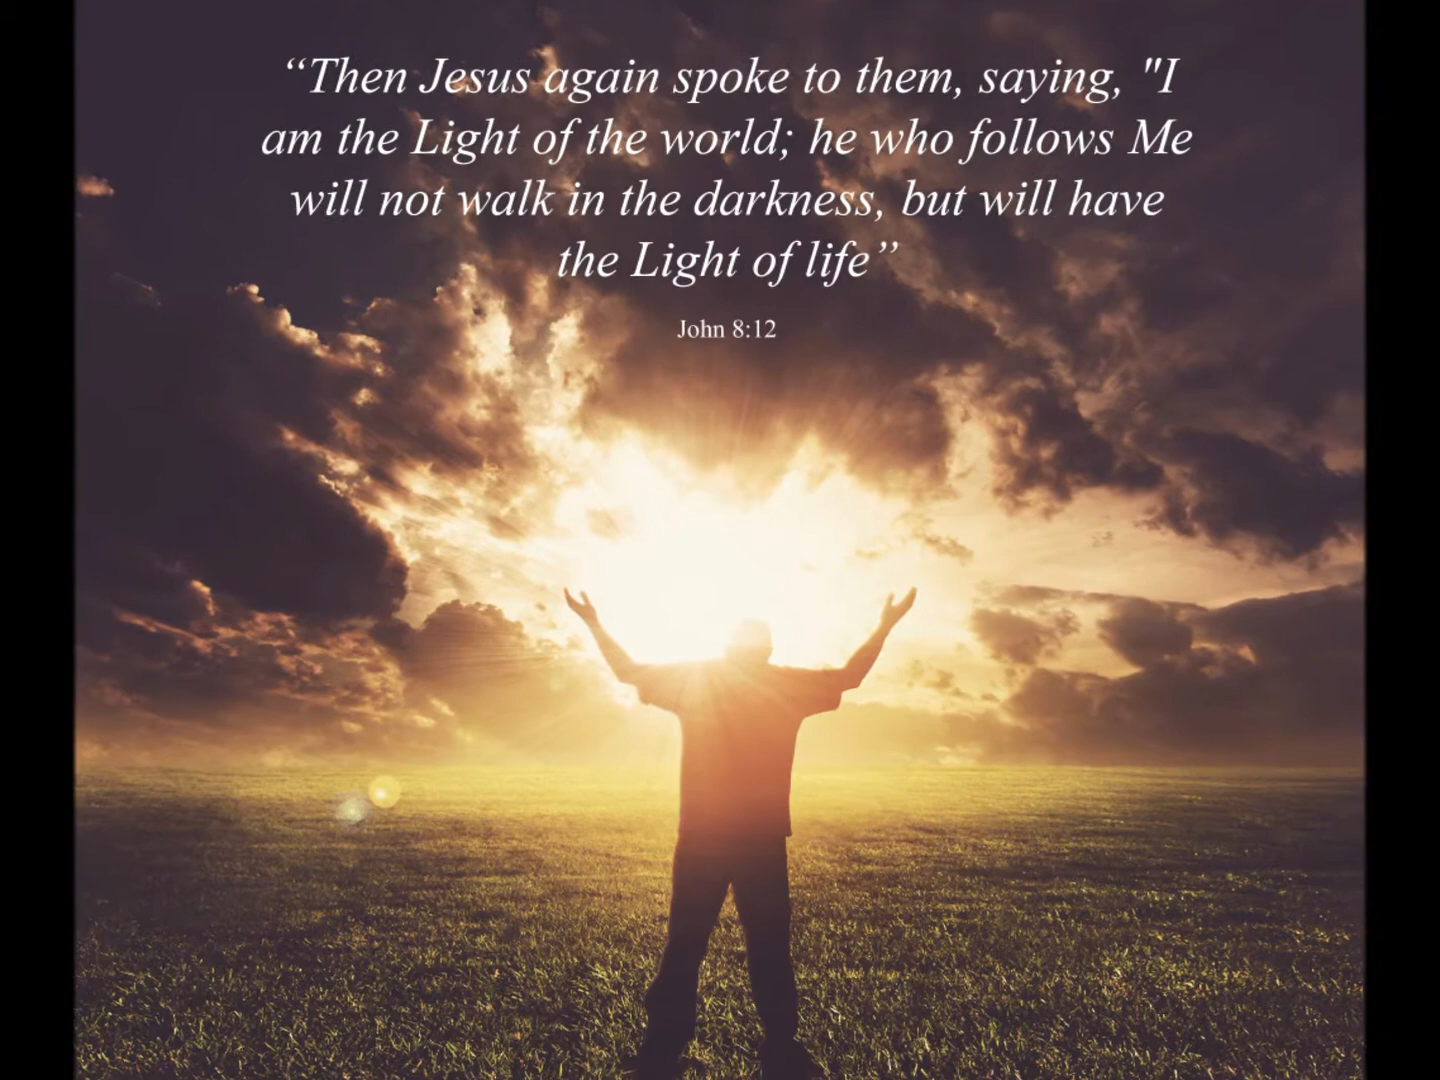 “Then Jesus again spoke to them, saying, "I
am the Light of the world; he who follows Me
will not walk in the darkness, but will have
the Light of life”
John 8:12